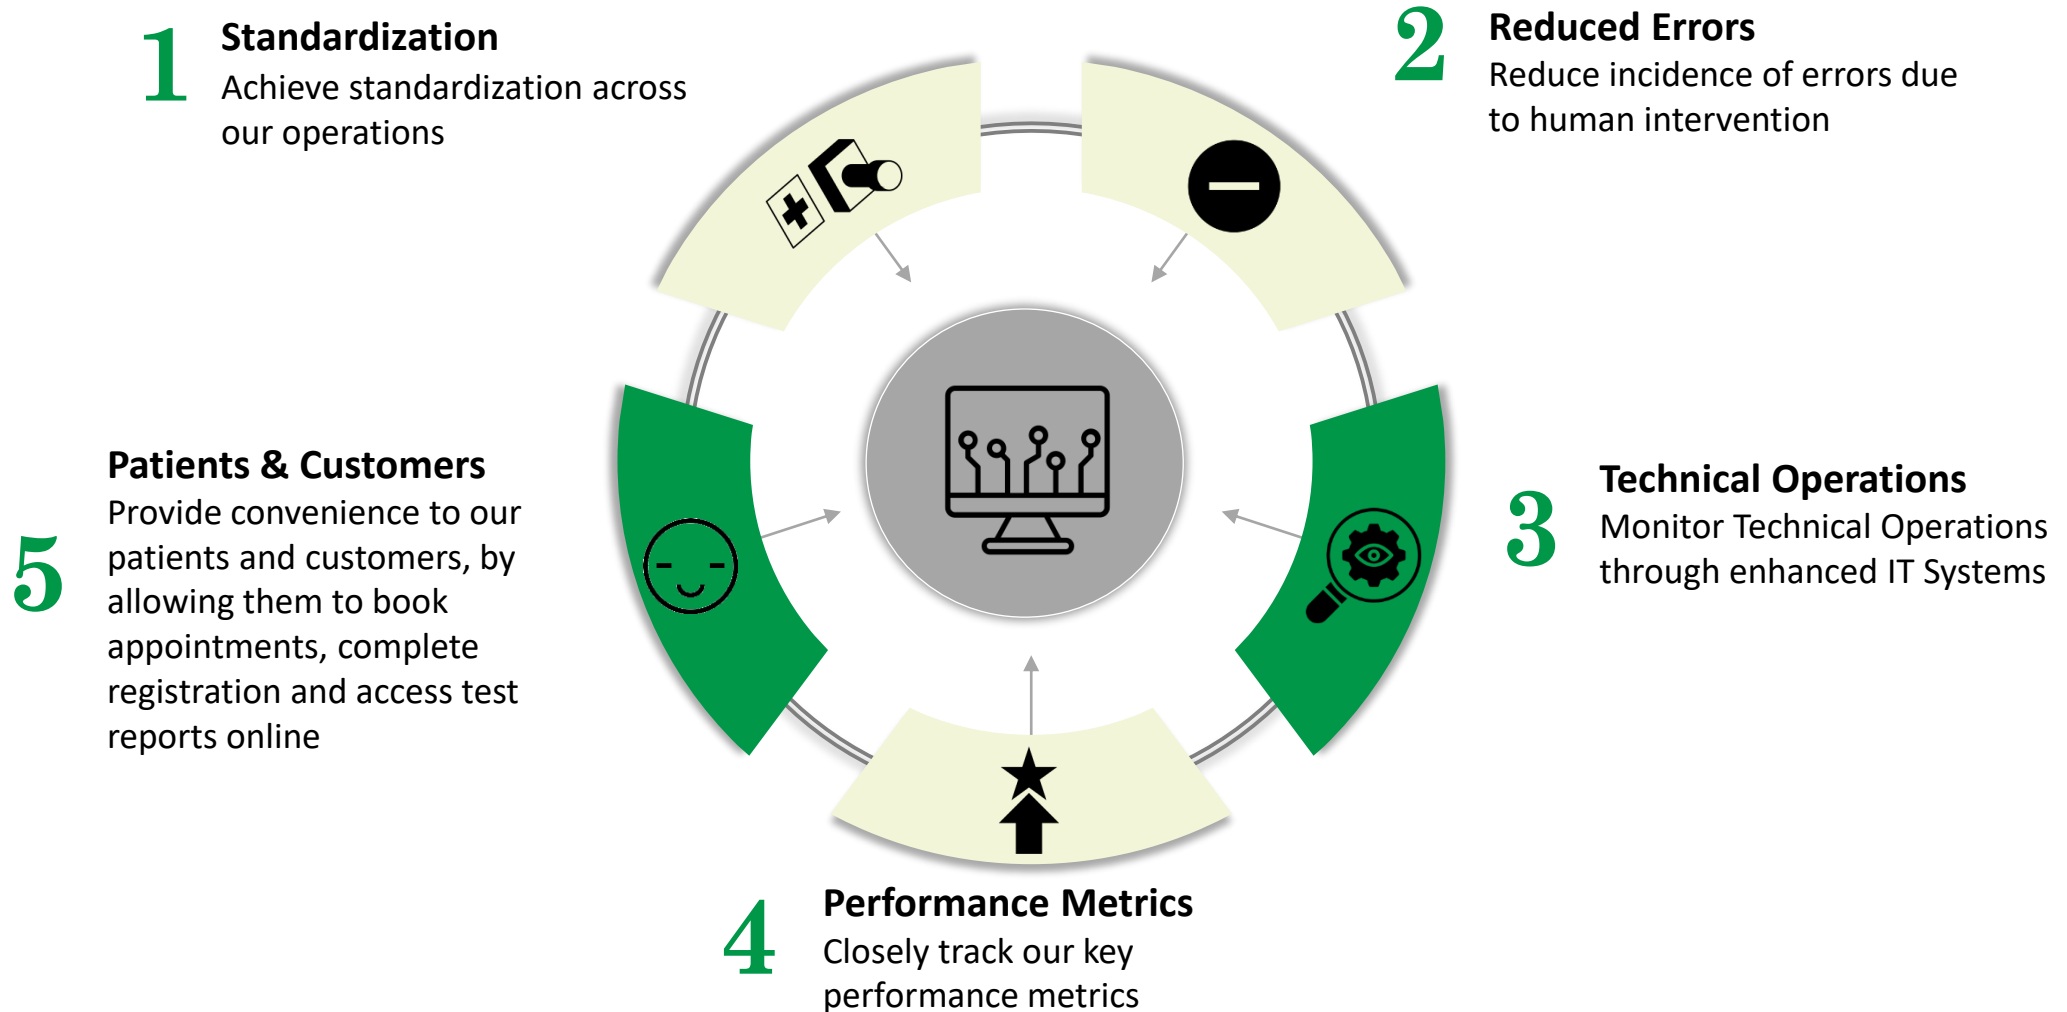 1
Standardization
Achieve standardization across
our operations
2
Reduced Errors
Reduce incidence of errors due
to human intervention
3
Technical Operations
Monitor Technical Operations
through enhanced IT Systems
4
Performance Metrics
Closely track our key
performance metrics
5
Patients & Customers
Provide convenience to our
patients and customers, by
allowing them to book
appointments, complete
registration and access test
reports online